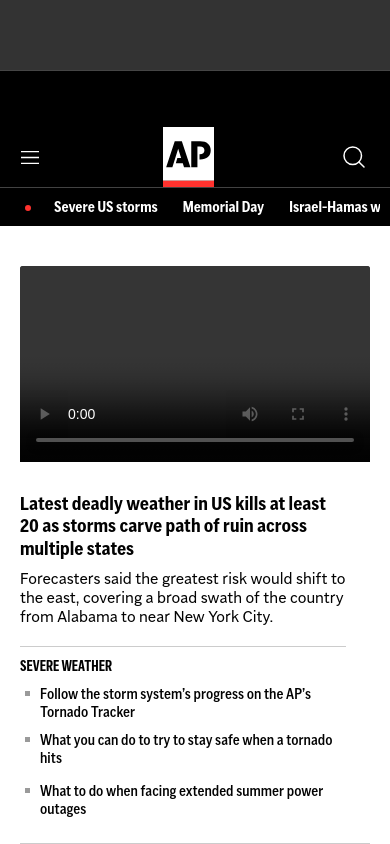 AP
Severe US storms Memorial Day Israel-Hamas w
0:00
Latest deadly weather in US kills at least
20 as storms carve path of ruin across
multiple states
Forecasters said the greatest risk would shift to
the east, covering a broad swath of the country
from Alabama to near New York City.
SEVERE WEATHER
Follow the storm system’s progress on the AP’s
Tornado Tracker
What you can do to try to stay safe when a tornado
hits
What to do when facing extended summer power
outages